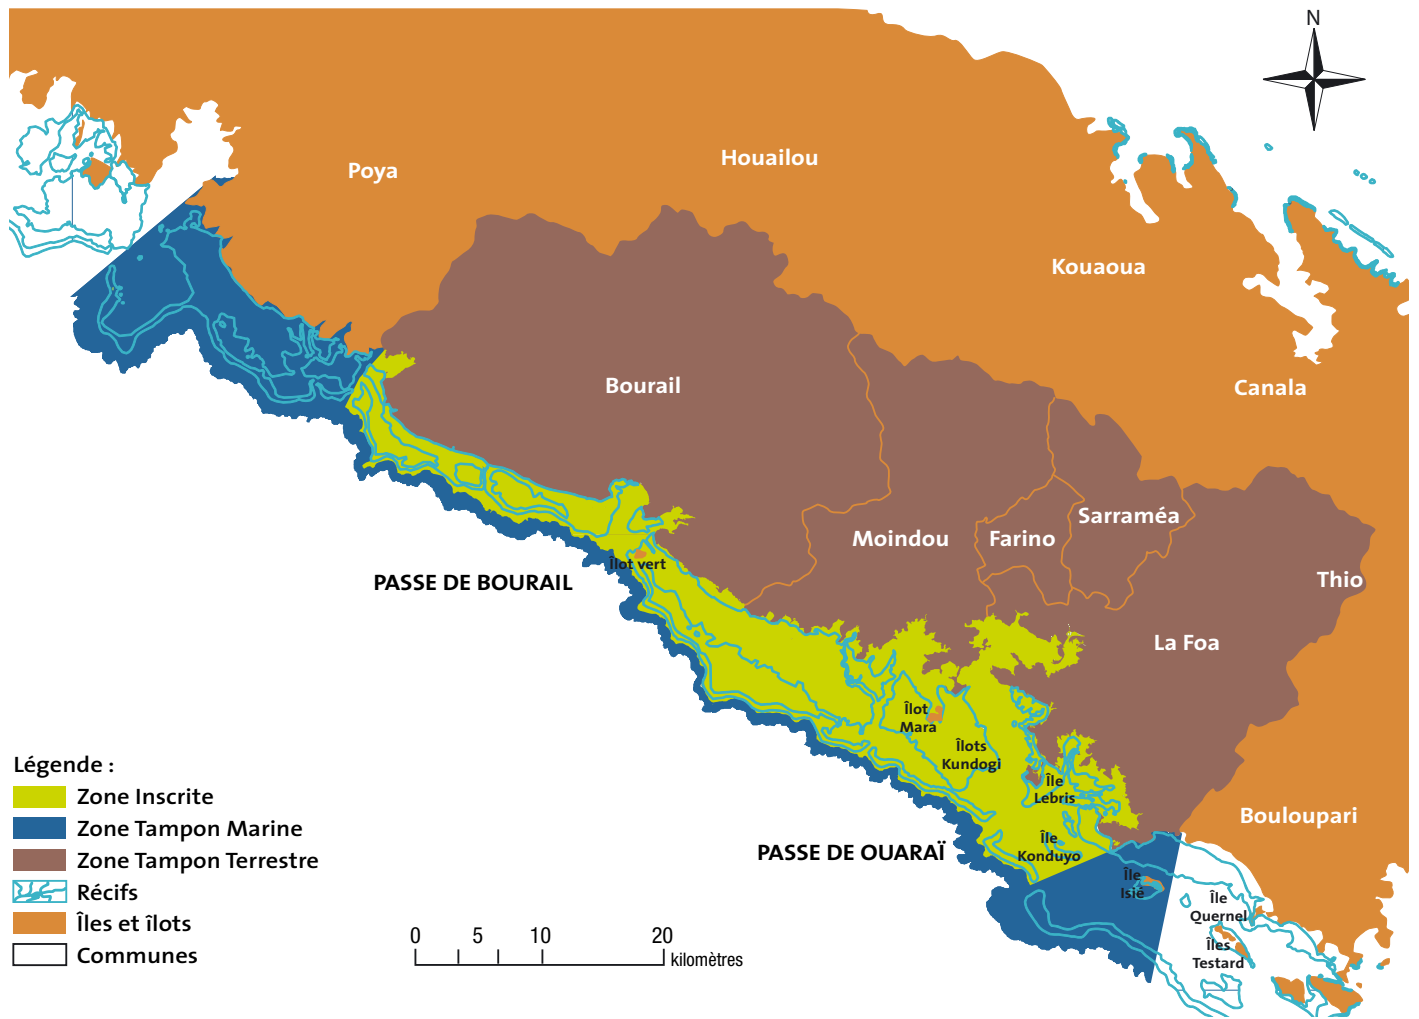 N
Poya
Houailou
Kouaoua
Canala
Bourail
Moindou
Farino
Sarraméa
Thio
La Foa
Bouloupari
Îlot vert
PASSE DE BOURAIL
Îlot
Mara
Îlots
Kundogi
Île
Lebris
Île
Konduyo
PASSE DE OUARAÏ
Île
Isié
Île
Quernel
Îles
Testard
Légende :
Zone Inscrite
Zone Tampon Marine
Zone Tampon Terrestre
Récifs
Îles et îlots
Communes
0 5 10 20
kilomètres